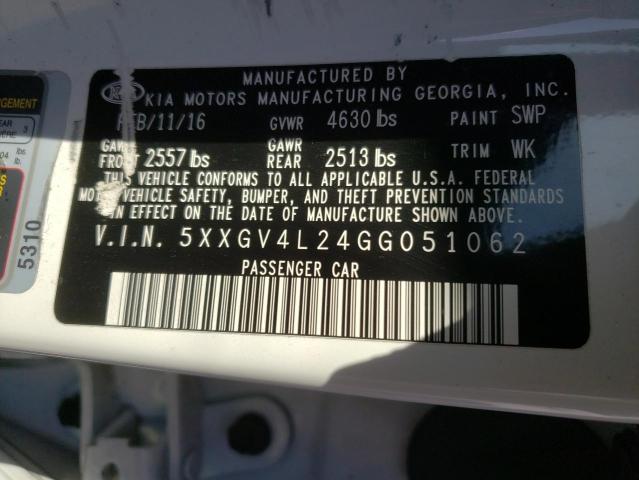 MANUFACTURED BY
KIA KIA MOTORS MANUFACTURING GEORGIA, INC.
FEB/11/16 GVWR 4630 lbs PAINT SWP
GAWR FRONT 2557 lbs GAWR REAR 2513 lbs TRIM WK
THIS VEHICLE CONFORMS TO ALL APPLICABLE U.S.A. FEDERAL
MOTOR VEHICLE SAFETY, BUMPER, AND THEFT PREVENTION STANDARDS
IN EFFECT ON THE DATE OF MANUFACTURE SHOWN ABOVE.
V.I.N. 5XXGV4L24GG051062
PASSENGER CAR
5310